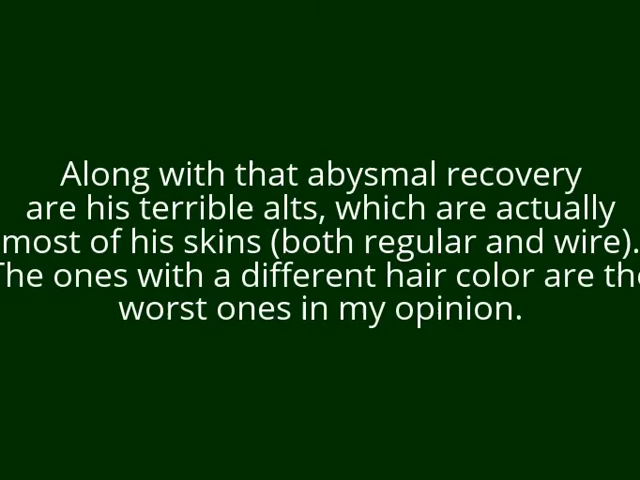 Along with that abysmal recovery
are his terrible alts, which are actually
most of his skins (both regular and wire).
The ones with a different hair color are the
worst ones in my opinion.